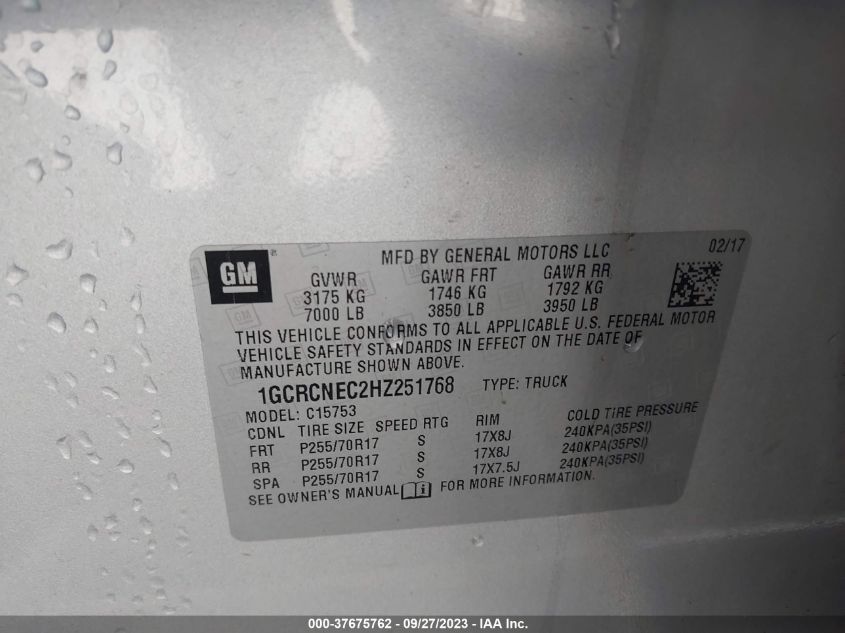 GM
MFD BY GENERAL MOTORS LLC 02/17
GVWR GAWR FRT GAWR RR
3175 KG 1746 KG 1792 KG
7000 LB 3850 LB 3950 LB
THIS VEHICLE CONFORMS TO ALL APPLICABLE U.S. FEDERAL MOTOR
VEHICLE SAFETY STANDARDS IN EFFECT ON THE DATE OF
MANUFACTURE SHOWN ABOVE.
1GCRCNEC2HZ251768 TYPE: TRUCK
MODEL: C15753
CDNL TIRE SIZE SPEED RTG RIM COLD TIRE PRESSURE
FRT P255/70R17 S 17X8J 240KPA(35PSI)
RR P255/70R17 S 17X8J 240KPA(35PSI)
SPA P255/70R17 S 17X7.5J 240KPA(35PSI)
SEE OWNER'S MANUAL i FOR MORE INFORMATION.
000-37675762 - 09/27/2023 - IAA Inc.